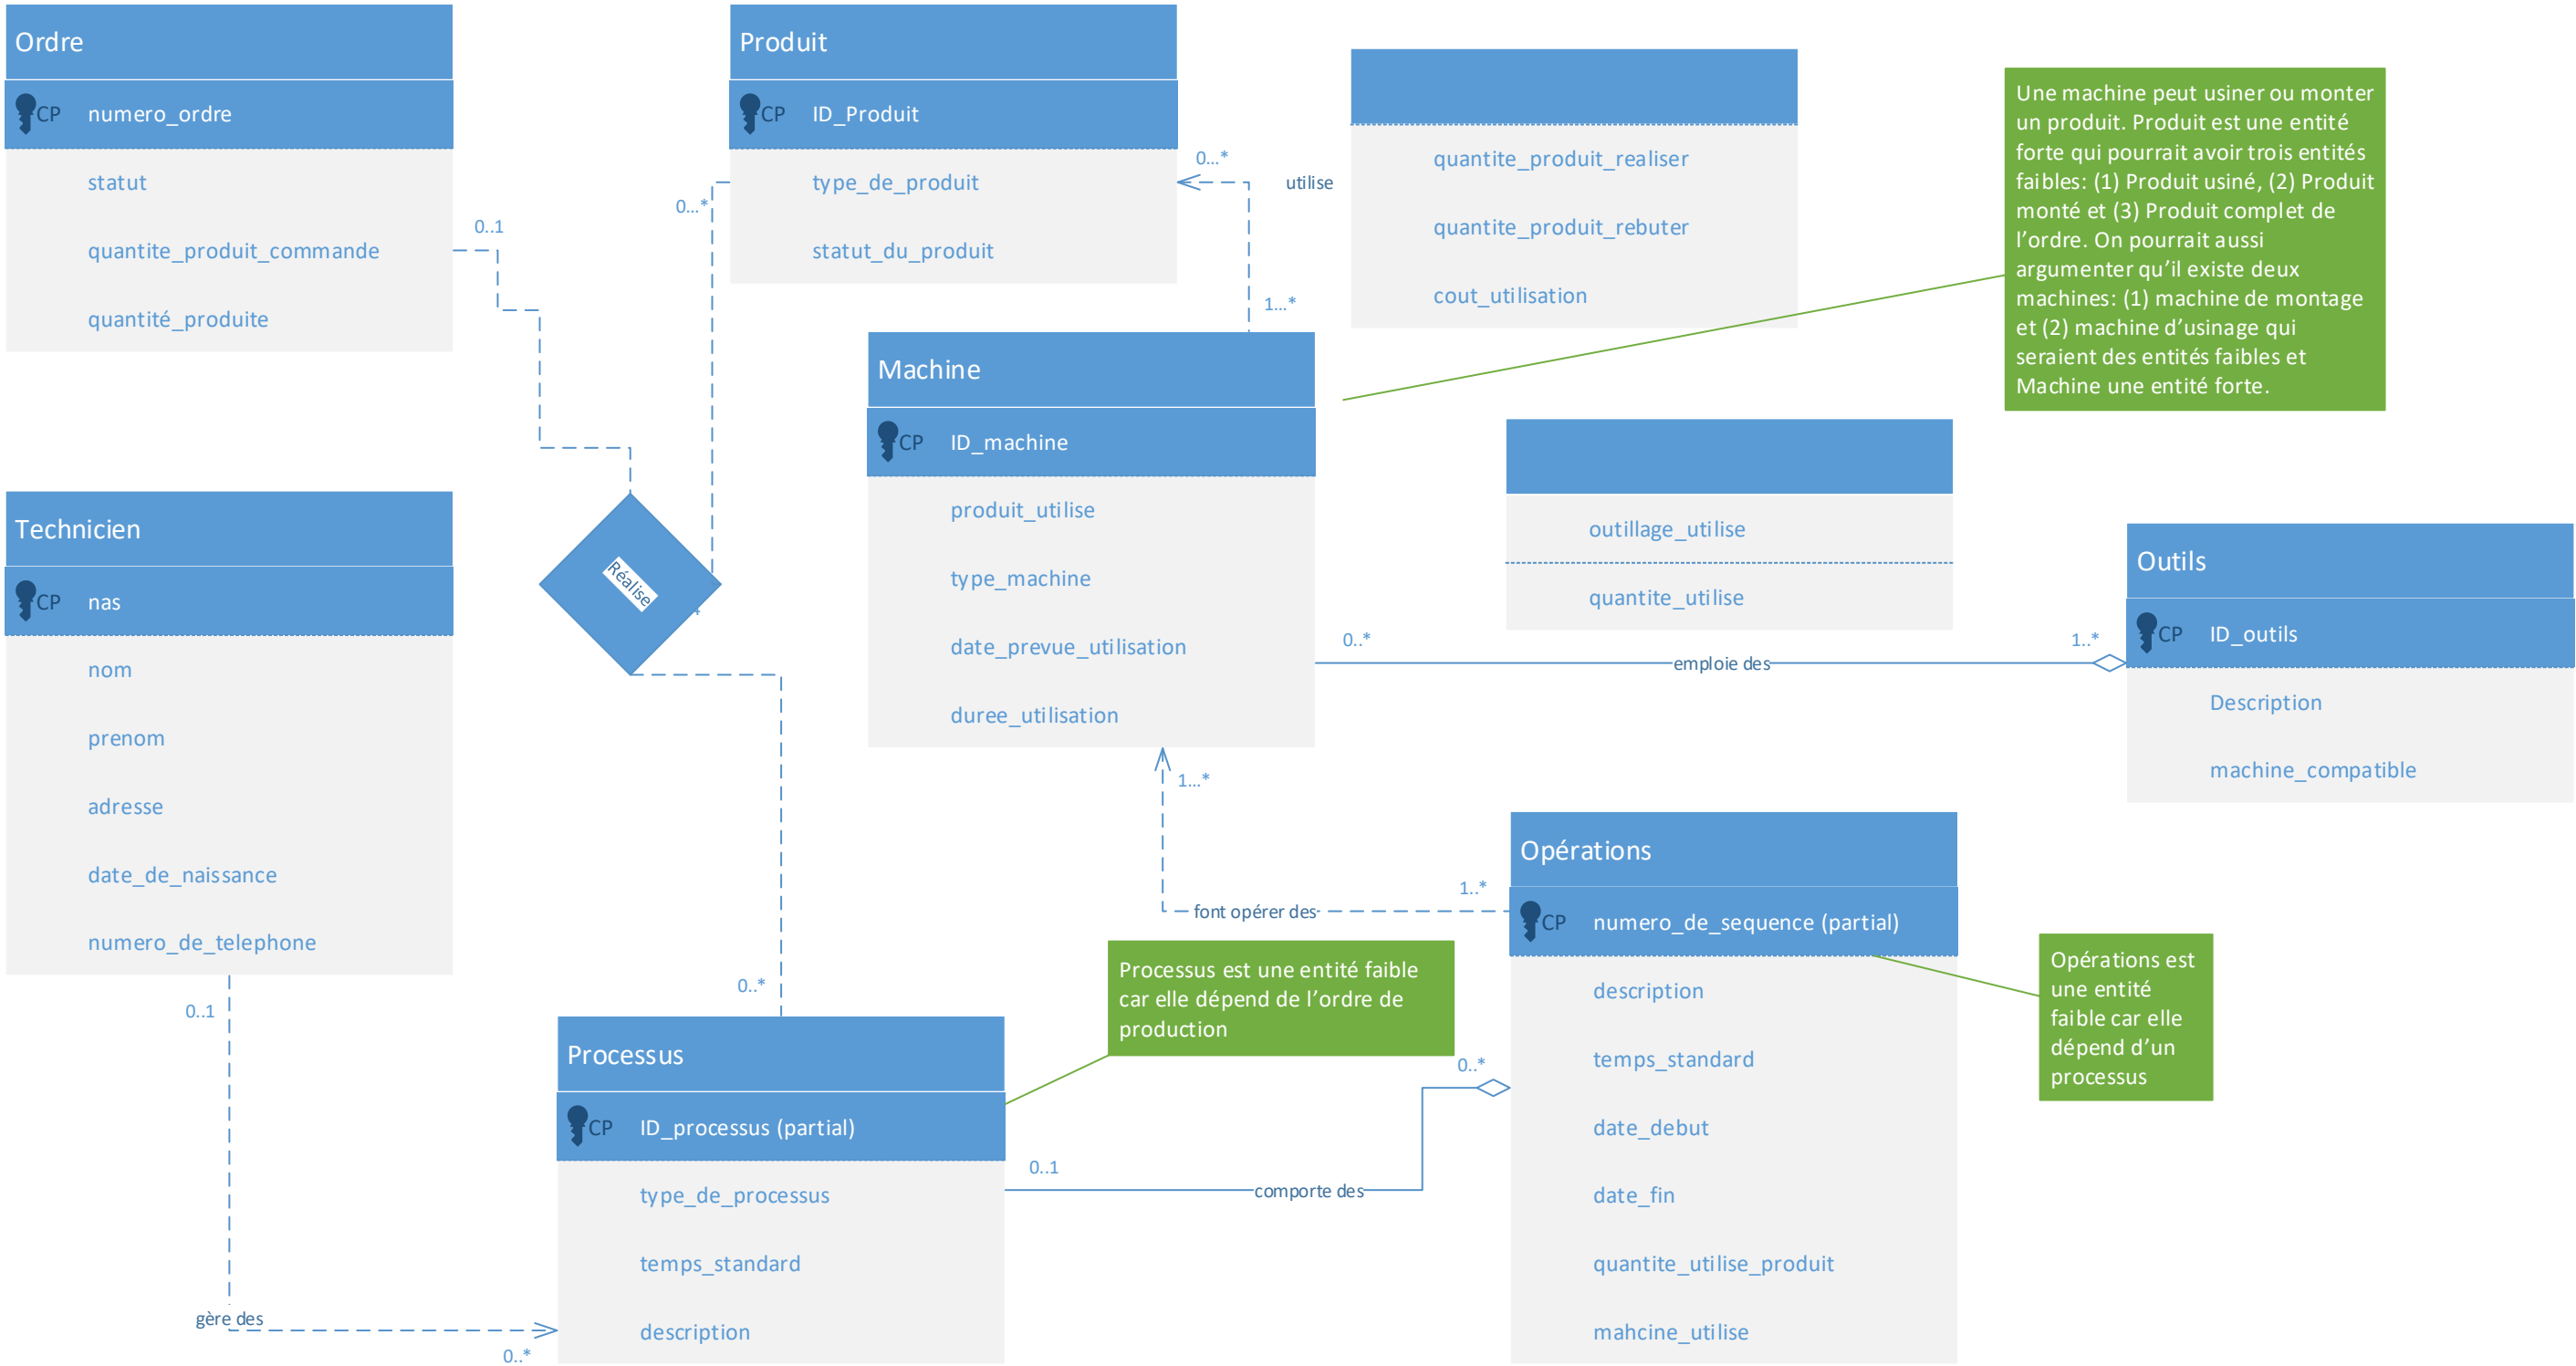 Ordre
CP numero_ordre
statut
quantite_produit_commande
quantité_produite
0..1
Produit
CP ID_Produit
type_de_produit
statut_du_produit
0...*
0...*
utilise
1...*
quantite_produit_realiser
quantite_produit_rebuter
cout_utilisation
Une machine peut usiner ou monter
un produit. Produit est une entité
forte qui pourrait avoir trois entités
faibles: (1) Produit usiné, (2) Produit
monté et (3) Produit complet de
l’ordre. On pourrait aussi
argumenter qu’il existe deux
machines: (1) machine de montage
et (2) machine d’usinage qui
seraient des entités faibles et
Machine une entité forte.
Machine
CP ID_machine
produit_utilise
type_machine
date_prevue_utilisation
duree_utilisation
outillage_utilise
quantite_utilise
0..*
emploie des
1..*
Outils
CP ID_outils
Description
machine_compatible
Technicien
CP nas
nom
prenom
adresse
date_de_naissance
numero_de_telephone
Réalise
1...*
font opérer des
1..*
Opérations
CP numero_de_sequence (partial)
description
temps_standard
date_debut
date_fin
quantite_utilise_produit
mahcine_utilise
Opérations est
une entité
faible car elle
dépend d’un
processus
Processus est une entité faible
car elle dépend de l’ordre de
production
0..*
0..*
0..1
Processus
CP ID_processus (partial)
type_de_processus
temps_standard
description
0..1
comporte des
gère des
0..*